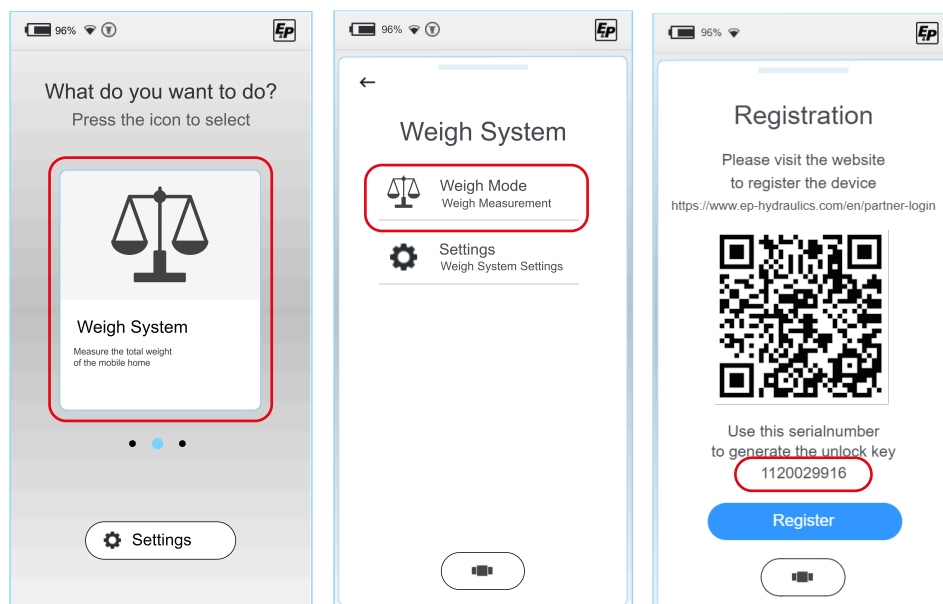 96%
EP
What do you want to do?
Press the icon to select
Weigh System
Measure the total weight
of the mobile home
Settings
96%
EP
Weigh System
Weigh Mode
Weigh Measurement
Settings
Weigh System Settings
96%
EP
Registration
Please visit the website
to register the device
https://www.ep-hydraulics.com/en/partner-login
Use this serialnumber
to generate the unlock key
1120029916
Register